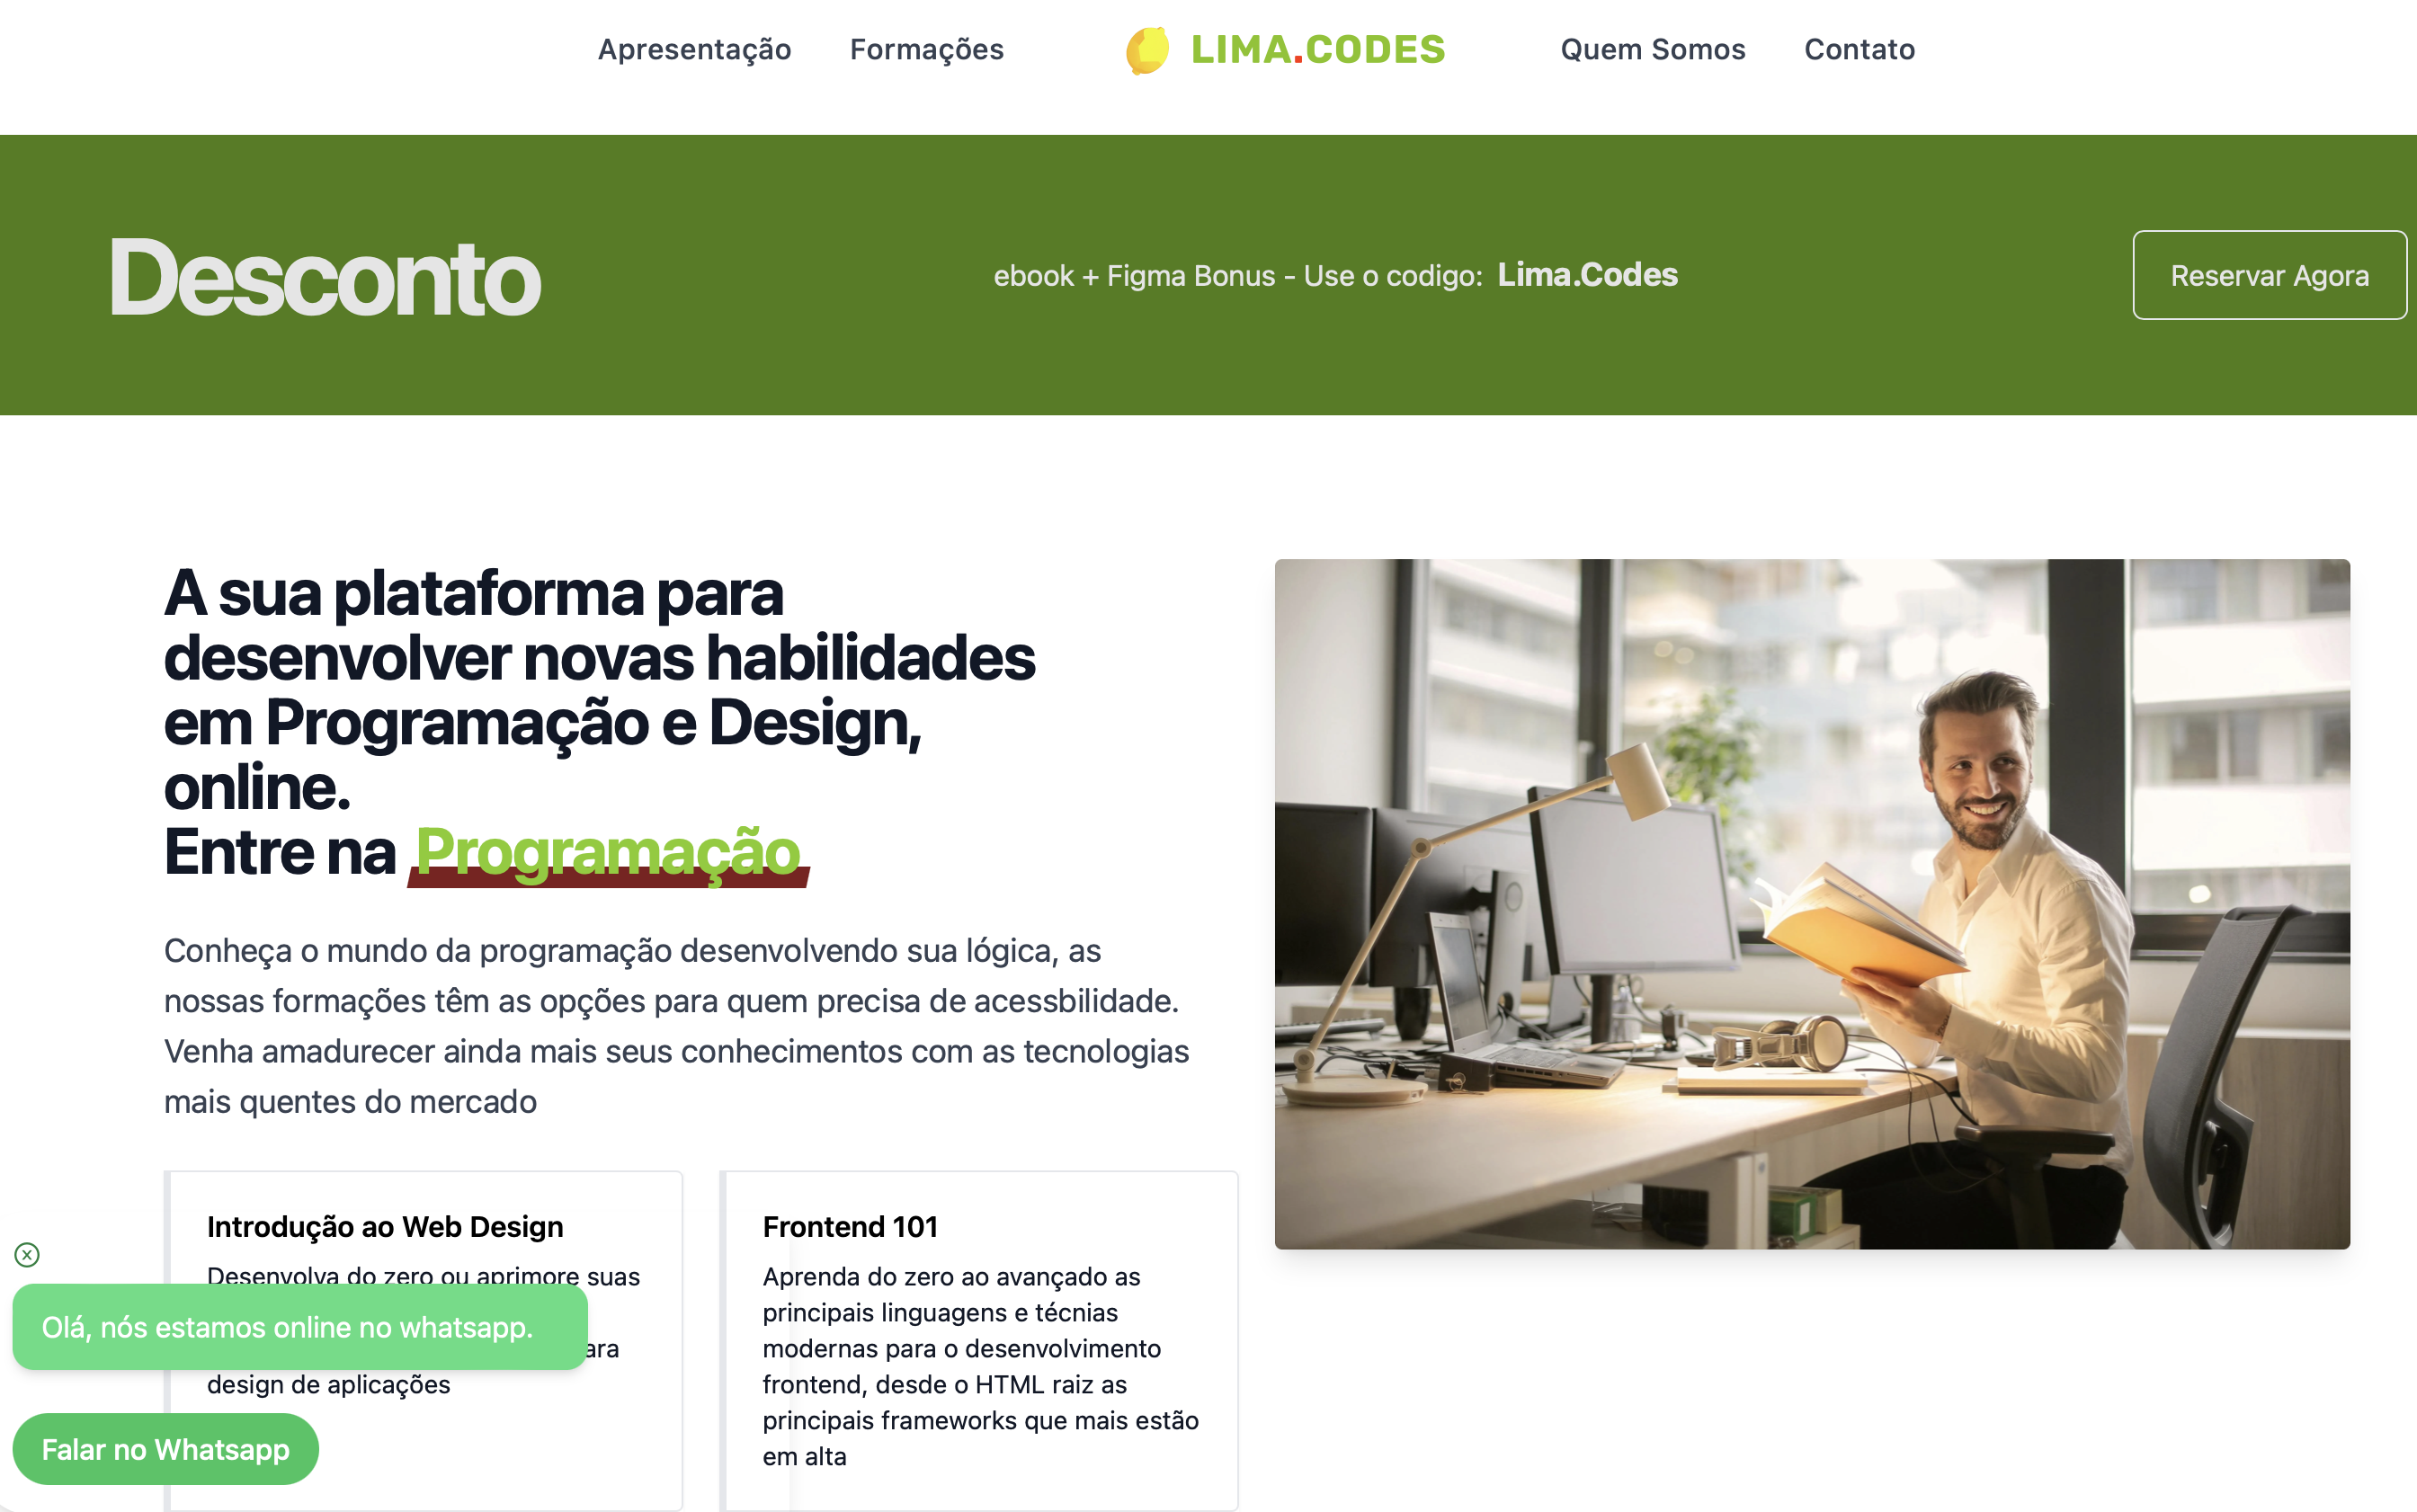 Apresentação
Formações
LIMA.CODES
Quem Somos
Contato
Desconto
ebook + Figma Bonus - Use o codigo: Lima.Codes
Reservar Agora
A sua plataforma para
desenvolver novas habilidades
em Programação e Design,
online.
Entre na Programação
Conheça o mundo da programação desenvolvendo sua lógica, as
nossas formações têm as opções para quem precisa de acessbilidade.
Venha amadurecer ainda mais seus conhecimentos com as tecnologias
mais quentes do mercado
Introdução ao Web Design
Desenvolva do zero ou aprimore suas
design de aplicações
Frontend 101
Aprenda do zero ao avançado as
principais linguagens e técnias
modernas para o desenvolvimento
frontend, desde o HTML raiz as
principais frameworks que mais estão
em alta
Olá, nós estamos online no whatsapp.
Falar no Whatsapp